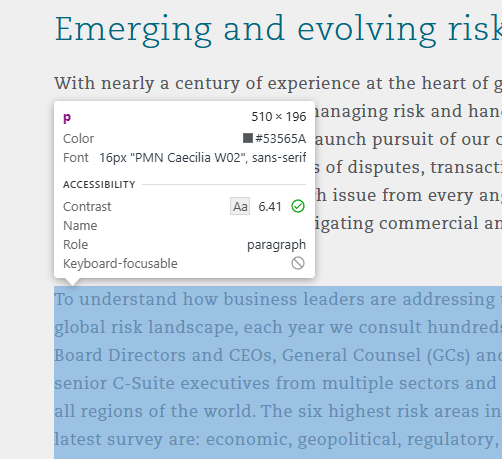 Emerging and evolving risk
With nearly a century of experience at the heart of g
p 510 × 196
managing risk and hand
Color #53565A
aunch pursuit of our c
Font 16px "PMN Caecilia W02", sans-serif
s of disputes, transacti
ACCESSIBILITY
h issue from every ang
Contrast Aa 6.41
Name
igating commercial an
Role paragraph
Keyboard-focusable
To understand how business leaders are addressing
global risk landscape, each year we consult hundreds
Board Directors and CEOs, General Counsel (GCs) and
senior C-Suite executives from multiple sectors and
all regions of the world. The six highest risk areas in
latest survey are: economic, geopolitical, regulatory,